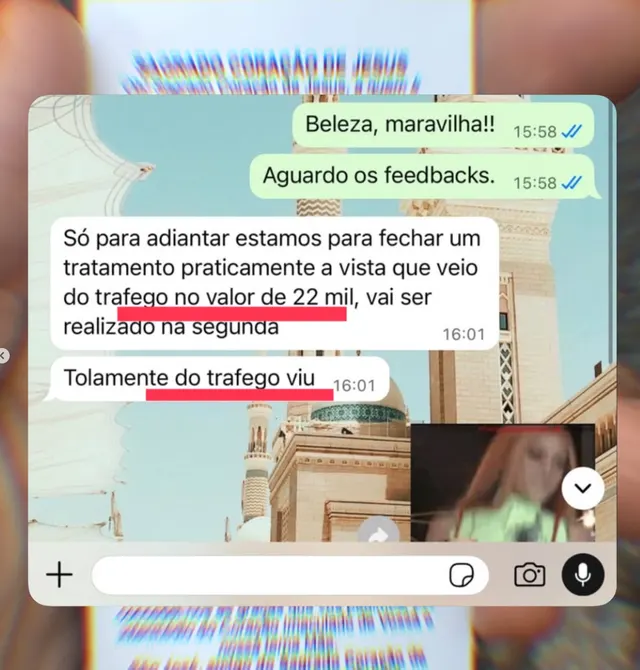 Beleza, maravilha!! 15:58
Aguardo os feedbacks. 15:58
Só para adiantar estamos para fechar um
tratamento praticamente a vista que veio
do trafego no valor de 22 mil, vai ser
realizado na segunda 16:01
Tolamente do trafego viu 16:01